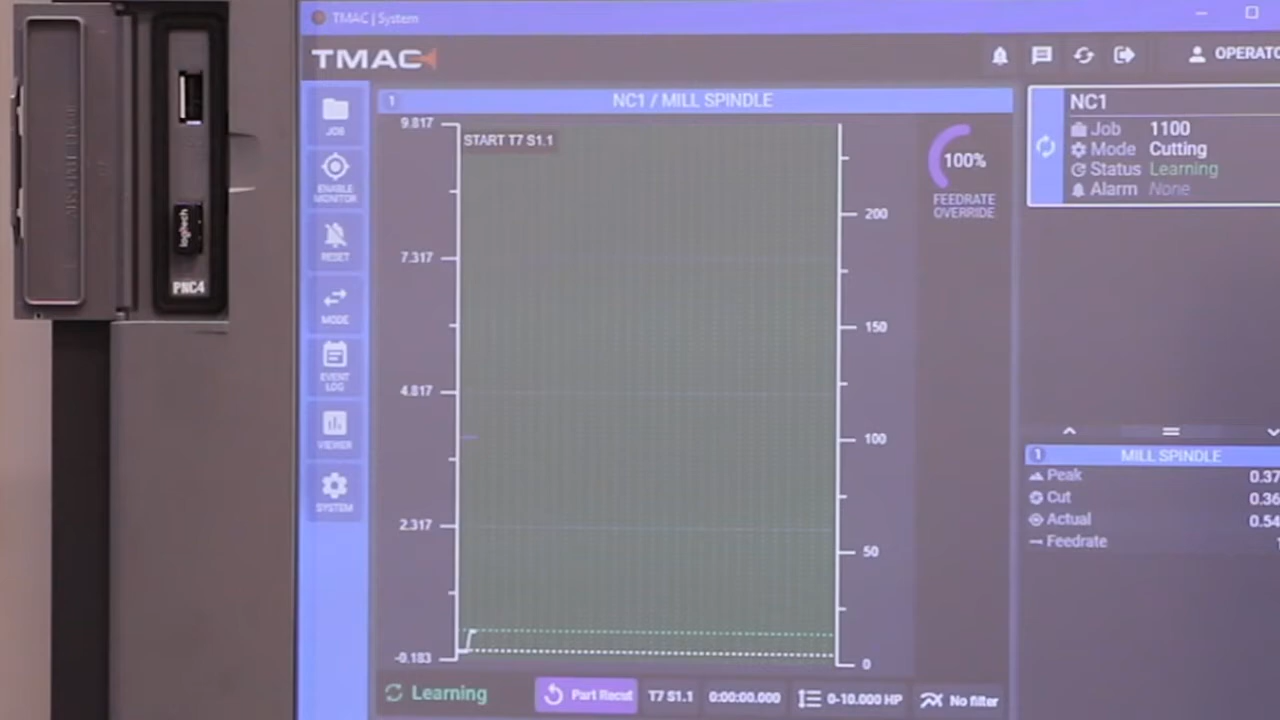 TMAC | System
TMAC
OPERATO
JOB
ENABLE
MONITOR
RESET
MODE
EVENT
LOG
VIEWER
SYSTEM
1 NC1 / MILL SPINDLE
START T7 S1.1
9.817
7.317
4.817
2.317
-0.183
200
150
100
50
0
100%
FEEDRATE
OVERRIDE
NC1
Job 1100
Mode Cutting
Status Learning
Alarm None
1 MILL SPINDLE
Peak 0.37
Cut 0.36
Actual 0.54
Feedrate
Learning
Part Recut
T7 S1.1
0:00:00.000
0-10.000 HP
No filter
logitech
PNC4